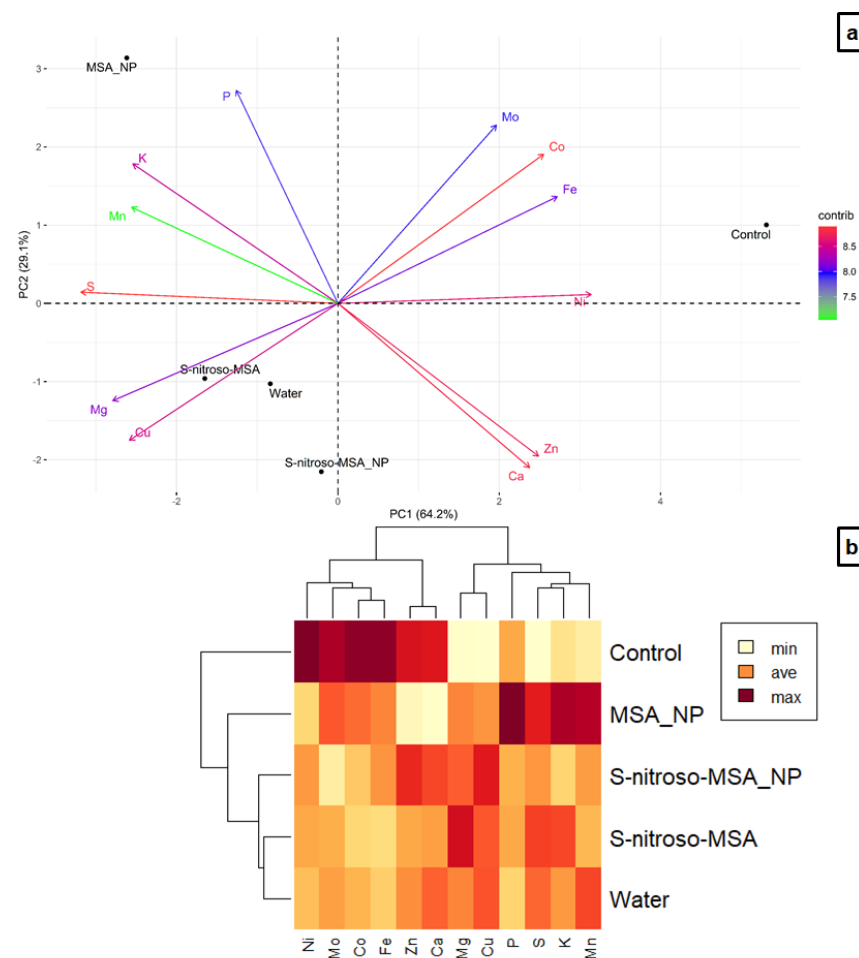 a
3
MSA_NP
P
Mo
2
Co
K
Fe
Mn
contrib
1
Control
8.5
8.0
7.5
PC2 (29.1%)
S
0
Ni
-1
S-nitroso-MSA
Water
Mg
Cu
Zn
-2
S-nitroso-MSA_NP
Ca
-2 0 2 4
PC1 (64.2%)
b
Control
min
ave
max
MSA_NP
S-nitroso-MSA_NP
S-nitroso-MSA
Water
Ni Mo Co Fe Zn Ca Mg Cu P S K Mn